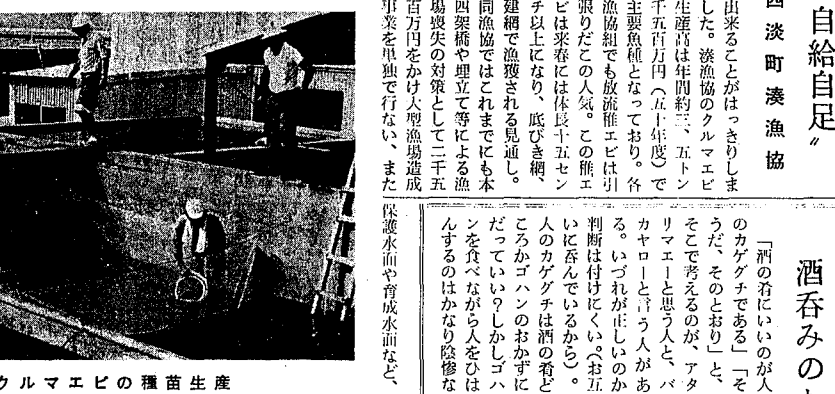 自給自足〟
西淡町湊漁協
出来ることがはっきりしま
した。湊漁協のクルマエビ
生産高は年間約三、五トン
千五百万円（五十年度）で
主要魚種となっており。各
漁協組でも放流稚エビは引
張りだこの人気。この稚エ
ビは来春には体長十五セン
チ以上になり、底びき網、
建網で漁獲される見通し。
同漁協ではこれまでにも本
四架橋や埋立て等による漁
場喪失の対策として二千五
百万円をかけ大型漁場造成
事業を単独で行ない、また
保護水面や育成水面など、
クルマエビの種苗生産
酒呑みの
「酒の肴にいいのが人
のカゲグチである」「そ
うだ、そのとおり」と、
そこで考えるのが、アタ
リマエーと思う人と、バ
カヤローと言う人があ
る。いづれが正しいのか
判断は付けにくい。（お互
いに呑んでいるから）。
人のカゲグチは酒の肴ど
ころかゴハンのおかずに
だっていい？しかしゴハ
ンを食べながら人をひは
んするのはかなり陰惨な